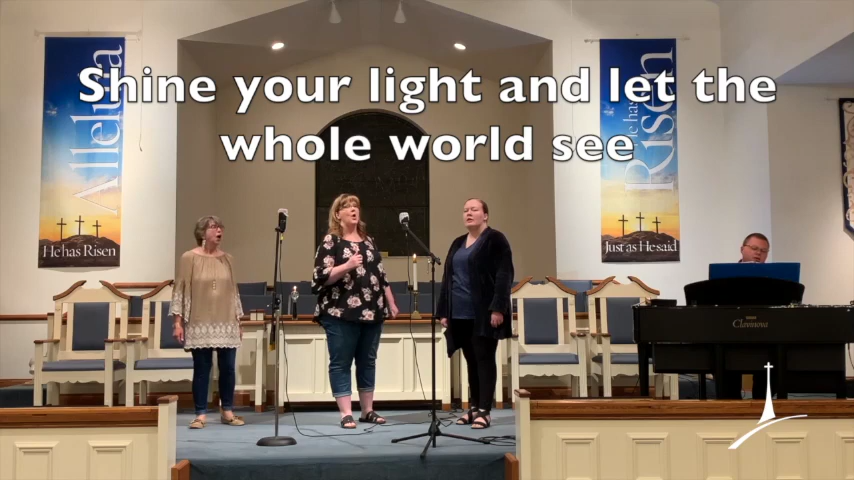 Shine your light and let the
whole world see
Alleluia
He has Risen
He has
Risen
Just as He said
Clavinova